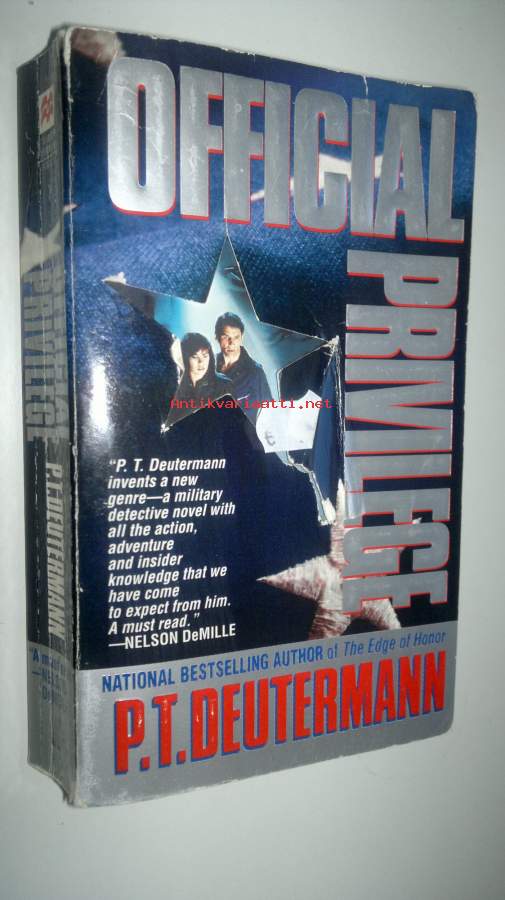 OFFICIAL
PRIVILEGE
Antikvariaatti.net
€
"P. T. Deutermann
invents a new
genre—a military
detective novel with
all the action,
adventure
and insider
knowledge that we
have come
to expect from him.
A must read."
—NELSON DeMILLE
NATIONAL BESTSELLING AUTHOR of The Edge of Honor
P.T.DEUTERMANN
PRIVILEGE
P.T.DEUTERMANN